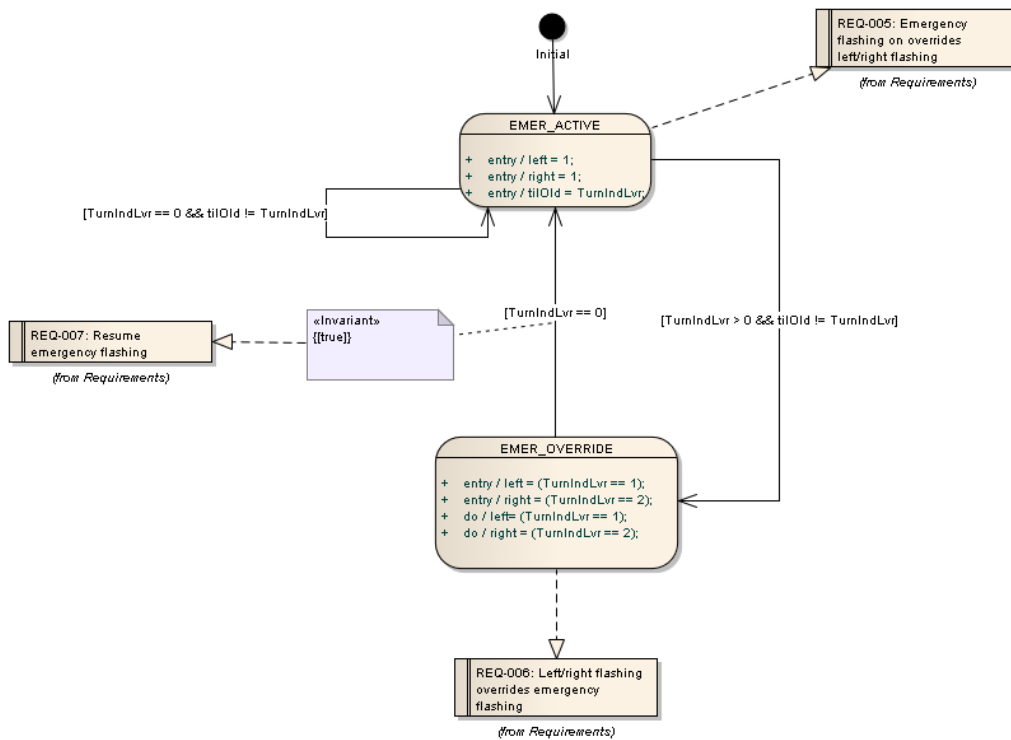 REQ-005: Emergency
flashing on overrides
left/right flashing
(from Requirements)
Initial
EMER_ACTIVE
+ entry / left = 1;
+ entry / right = 1;
+ entry / tilOld = TurnIndLvr;
[TurnIndLvr == 0 && tilOld != TurnIndLvr]
[TurnIndLvr == 0]
[TurnIndLvr > 0 && tilOld != TurnIndLvr]
«Invariant»
{[true]}
REQ-007: Resume
emergency flashing
(from Requirements)
EMER_OVERRIDE
+ entry / left = (TurnIndLvr == 1);
+ entry / right = (TurnIndLvr == 2);
+ do / left= (TurnIndLvr == 1);
+ do / right = (TurnIndLvr == 2);
REQ-006: Left/right flashing
overrides emergency
flashing
(from Requirements)